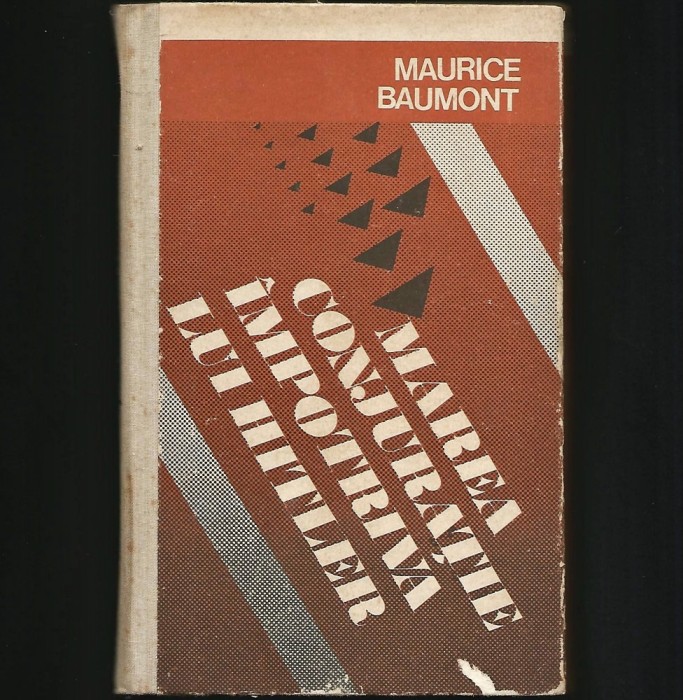 MAURICE
BAUMONT
MAREA
CONJURAȚIE
ÎMPOTRIVA
LUI HITLER